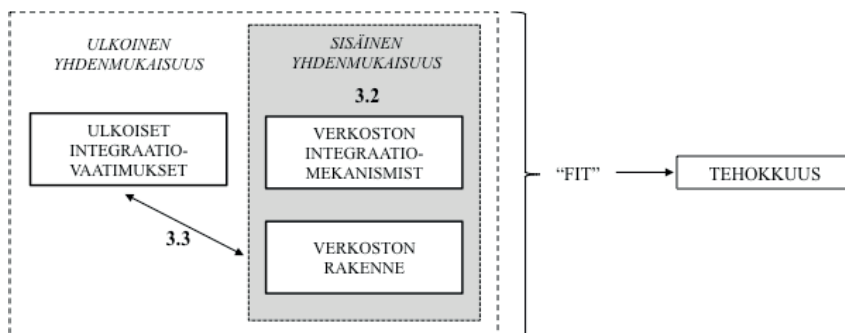 ULKOINEN
YHDENMUKAISUUS
SISÄINEN
YHDENMUKAISUUS
3.2
ULKOISET
INTEGRAATIO-
VAATIMUKSET
VERKOSTON
INTEGRAATIO-
MEKANISMIST
3.3
VERKOSTON
RAKENNE
“FIT”
TEHOKKUUS